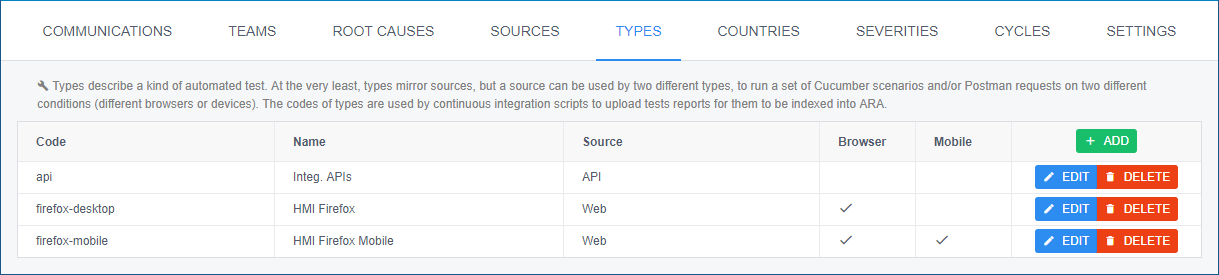 COMMUNICATIONS TEAMS ROOT CAUSES SOURCES TYPES COUNTRIES SEVERITIES CYCLES SETTINGS
Types describe a kind of automated test. At the very least, types mirror sources, but a source can be used by two different types, to run a set of Cucumber scenarios and/or Postman requests on two different
conditions (different browsers or devices). The codes of types are used by continuous integration scripts to upload tests reports for them to be indexed into ARA.
Code Name Source Browser Mobile + ADD
api Integ. APIs API EDIT DELETE
firefox-desktop HMI Firefox Web ✓ EDIT DELETE
firefox-mobile HMI Firefox Mobile Web ✓ ✓ EDIT DELETE